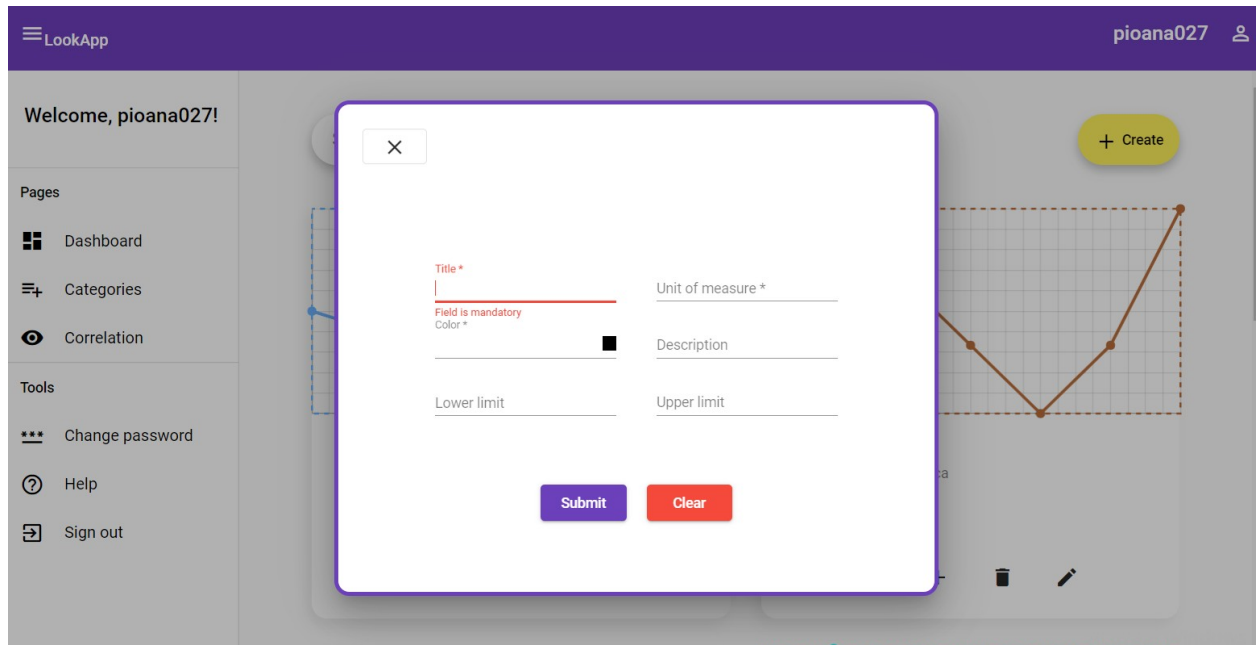 LookApp
pioana027
Welcome, pioana027!
Pages
Dashboard
Categories
Correlation
Tools
Change password
Help
Sign out
+ Create
Title *
Field is mandatory
Unit of measure *
Color *
Description
Lower limit
Upper limit
Submit
Clear